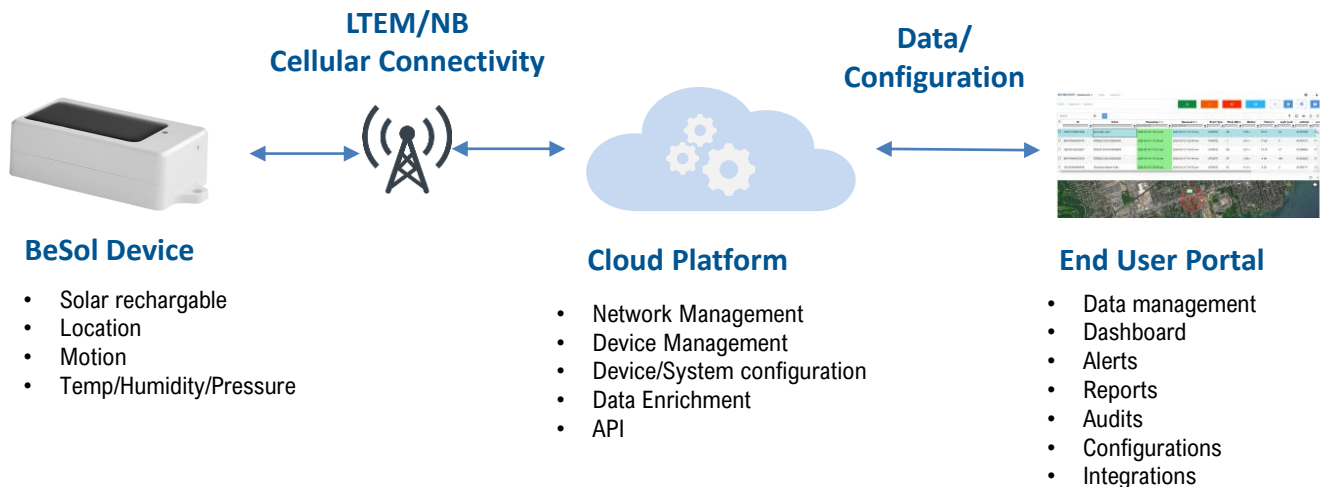 LTEM/NB
Cellular Connectivity
Data/
Configuration
BeSol Device
• Solar rechargable
• Location
• Motion
• Temp/Humidity/Pressure
Cloud Platform
• Network Management
• Device Management
• Device/System configuration
• Data Enrichment
• API
End User Portal
• Data management
• Dashboard
• Alerts
• Reports
• Audits
• Configurations
• Integrations